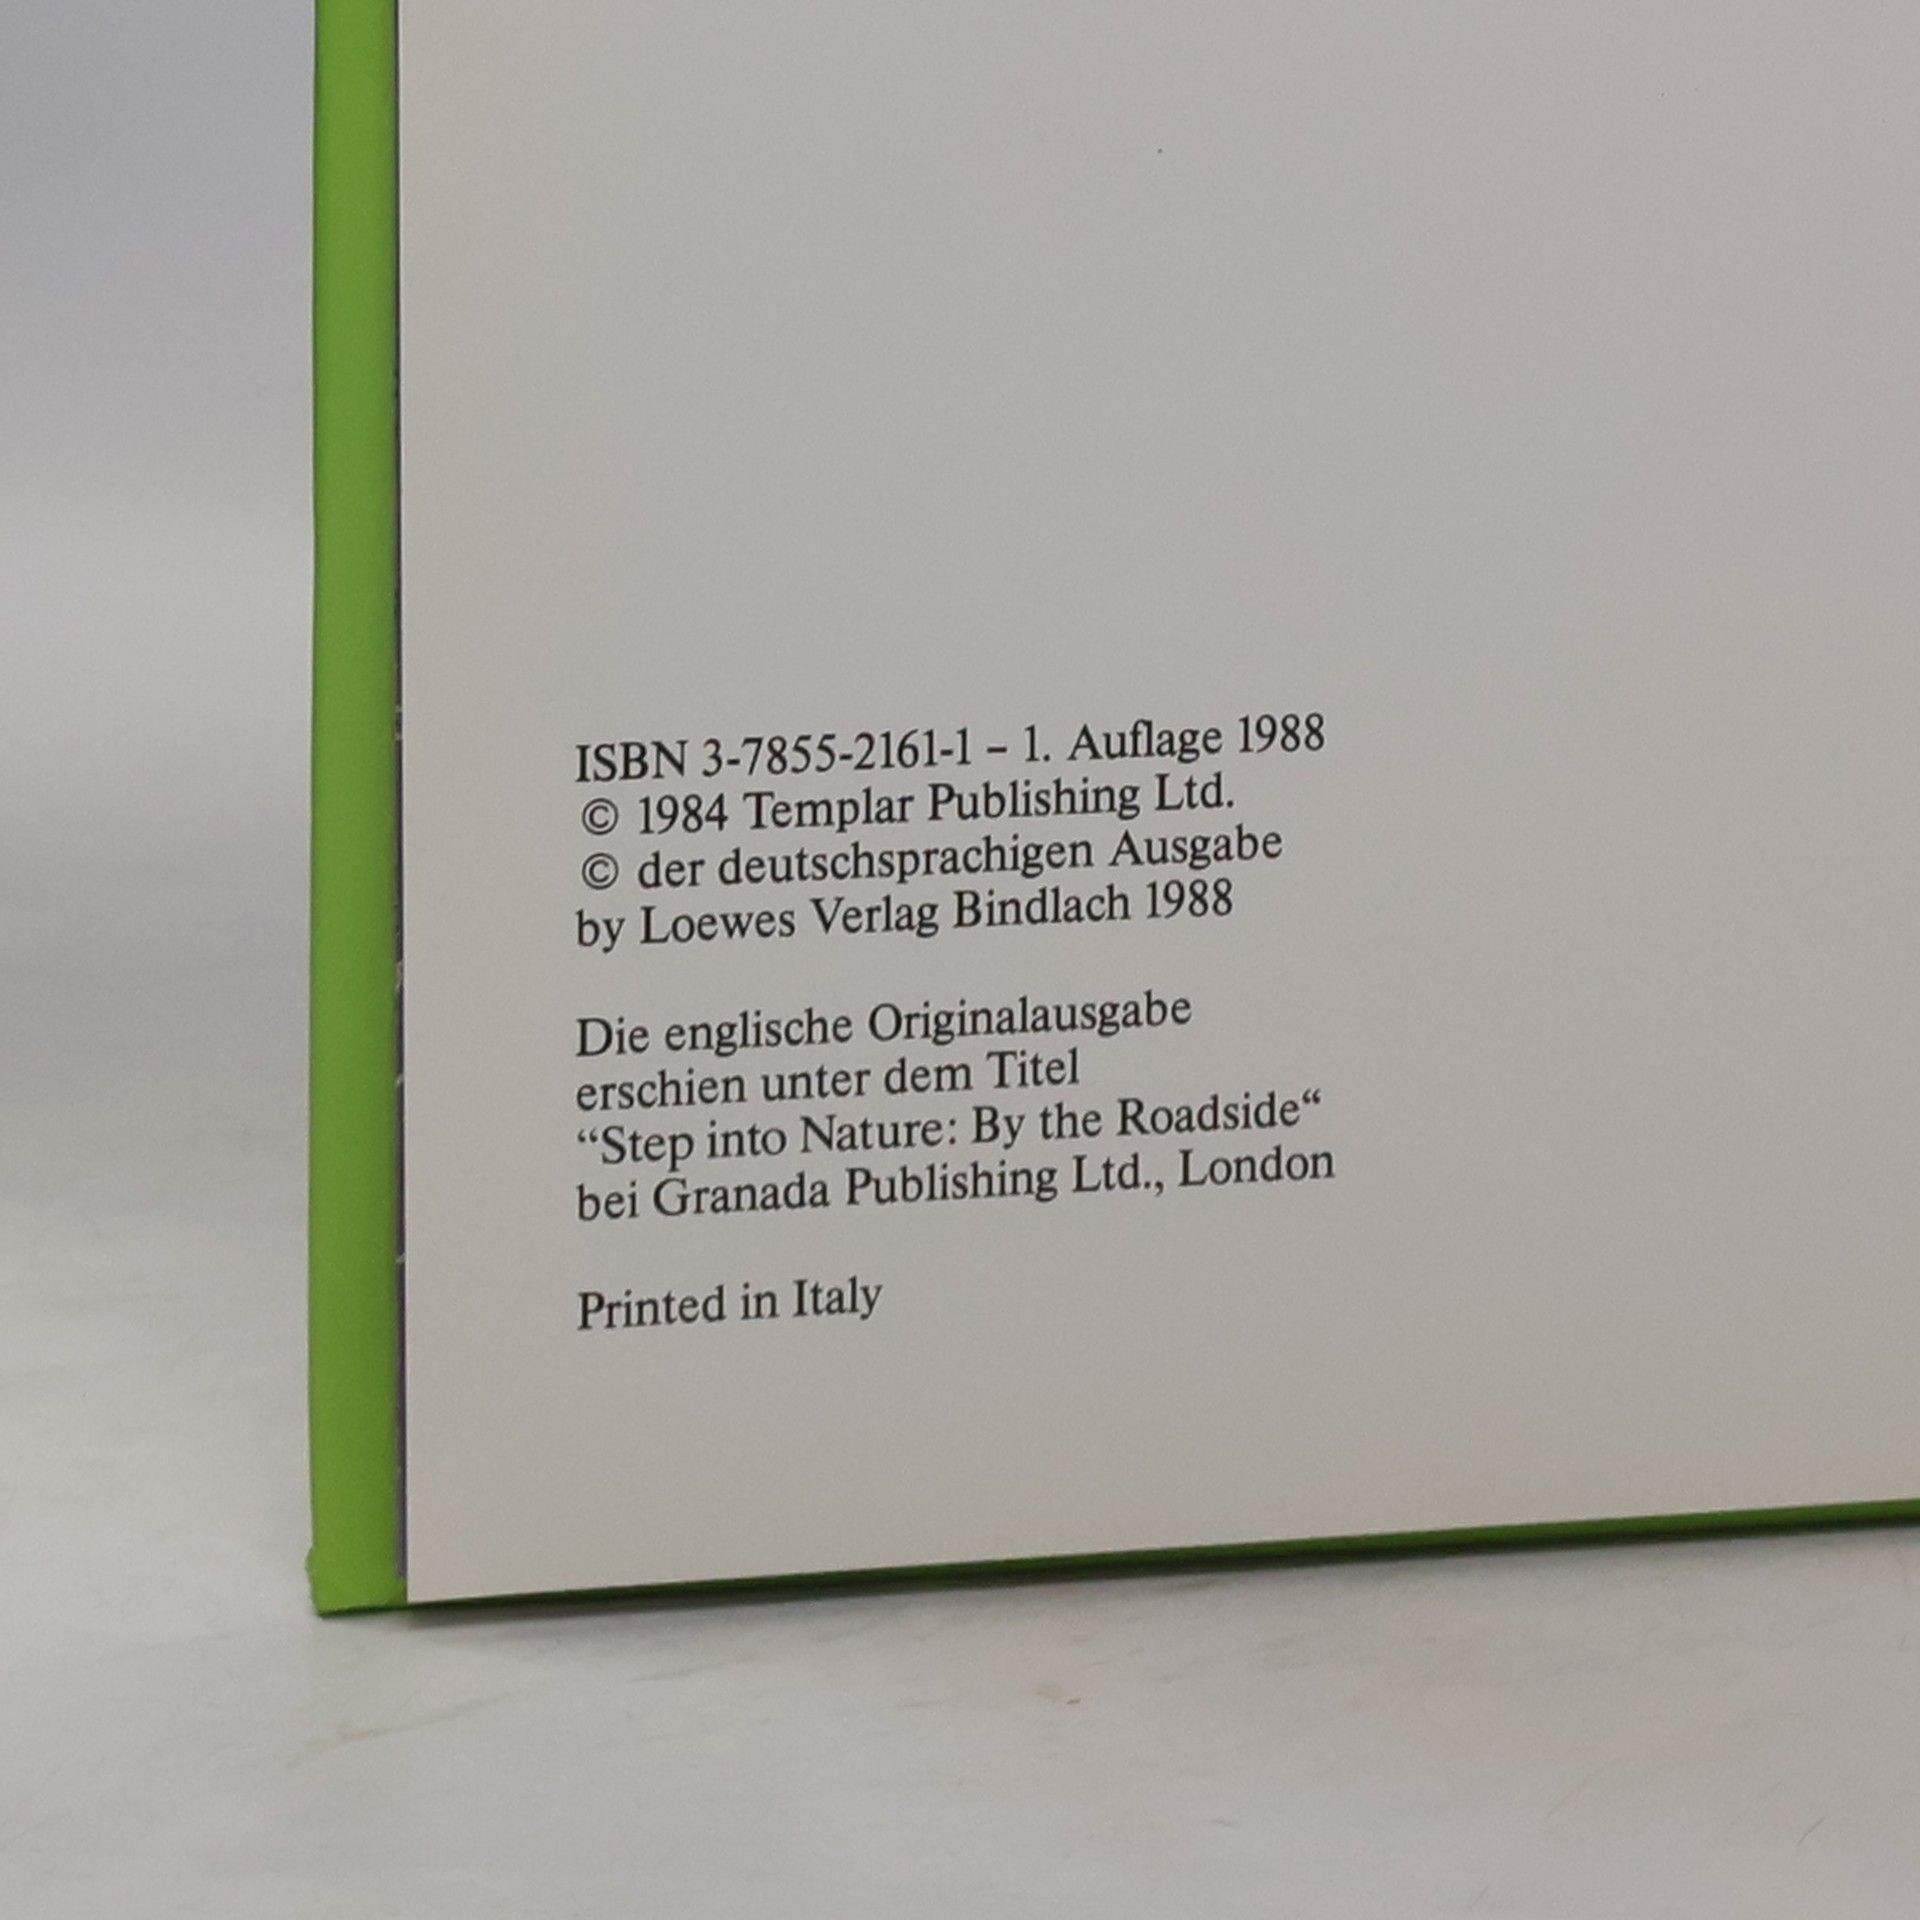 ISBN 3-7855-2161-1 – 1. Auflage 1988
© 1984 Templar Publishing Ltd.
© der deutschsprachigen Ausgabe
by Loewes Verlag Bindlach 1988
Die englische Originalausgabe
erschien unter dem Titel
“Step into Nature: By the Roadside“
bei Granada Publishing Ltd., London
Printed in Italy